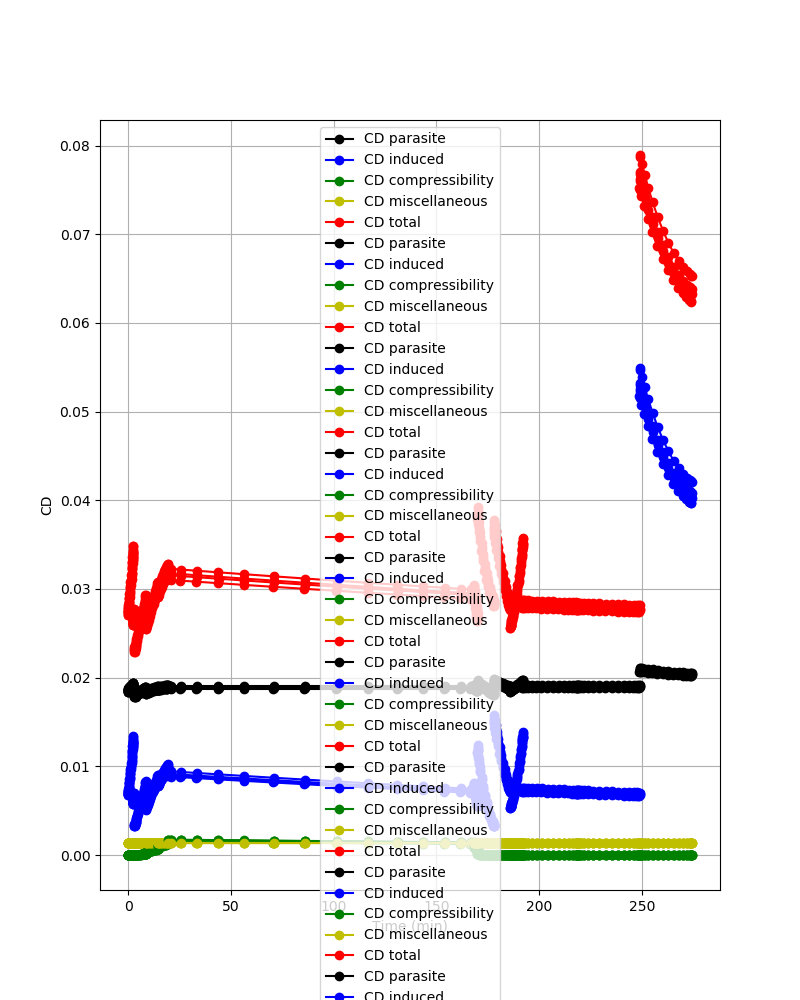 CD parasite
CD induced
CD compressibility
CD miscellaneous
CD total
CD parasite
CD induced
CD compressibility
CD miscellaneous
CD total
CD parasite
CD induced
CD compressibility
CD miscellaneous
CD total
CD parasite
CD induced
CD compressibility
CD miscellaneous
CD total
CD parasite
CD induced
CD compressibility
CD miscellaneous
CD total
CD parasite
CD induced
CD compressibility
CD miscellaneous
CD total
CD parasite
CD induced
CD compressibility
CD miscellaneous
CD total
CD parasite
CD induced
CD compressibility
CD miscellaneous
CD total
CD parasite
CD induced
0.08
0.07
0.06
0.05
0.04
0.03
0.02
0.01
0.00
CD
0 50 100 150 200 250
Time (min)